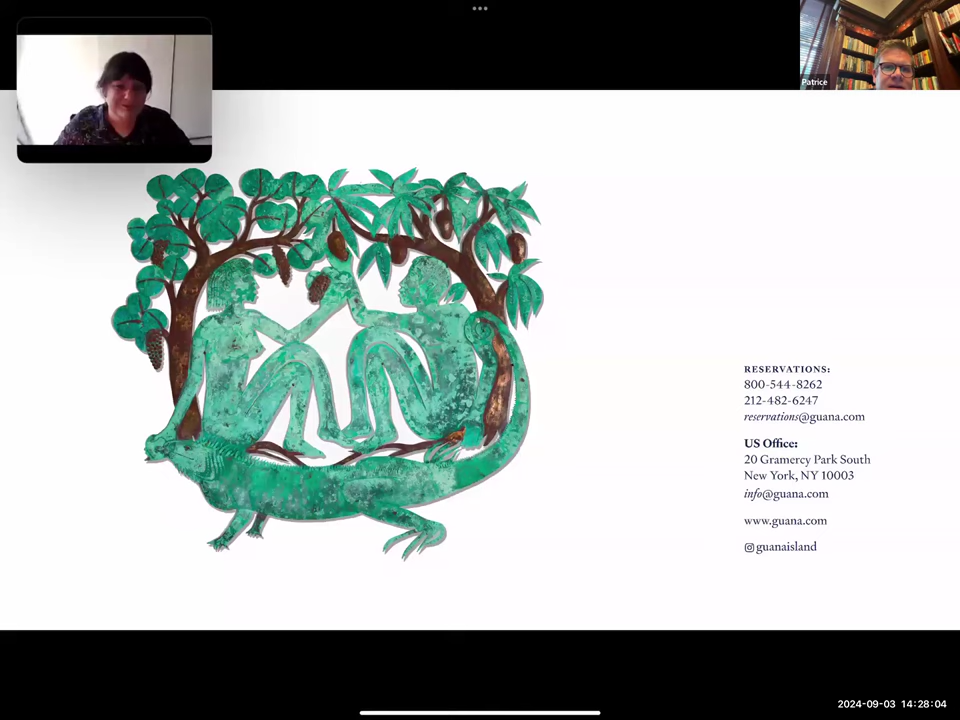 Patrice
RESERVATIONS:
800-544-8262
212-482-6247
reservations@guana.com
US Office:
20 Gramercy Park South
New York, NY 10003
info@guana.com
www.guana.com
guanaisland
2024-09-03 14:28:04